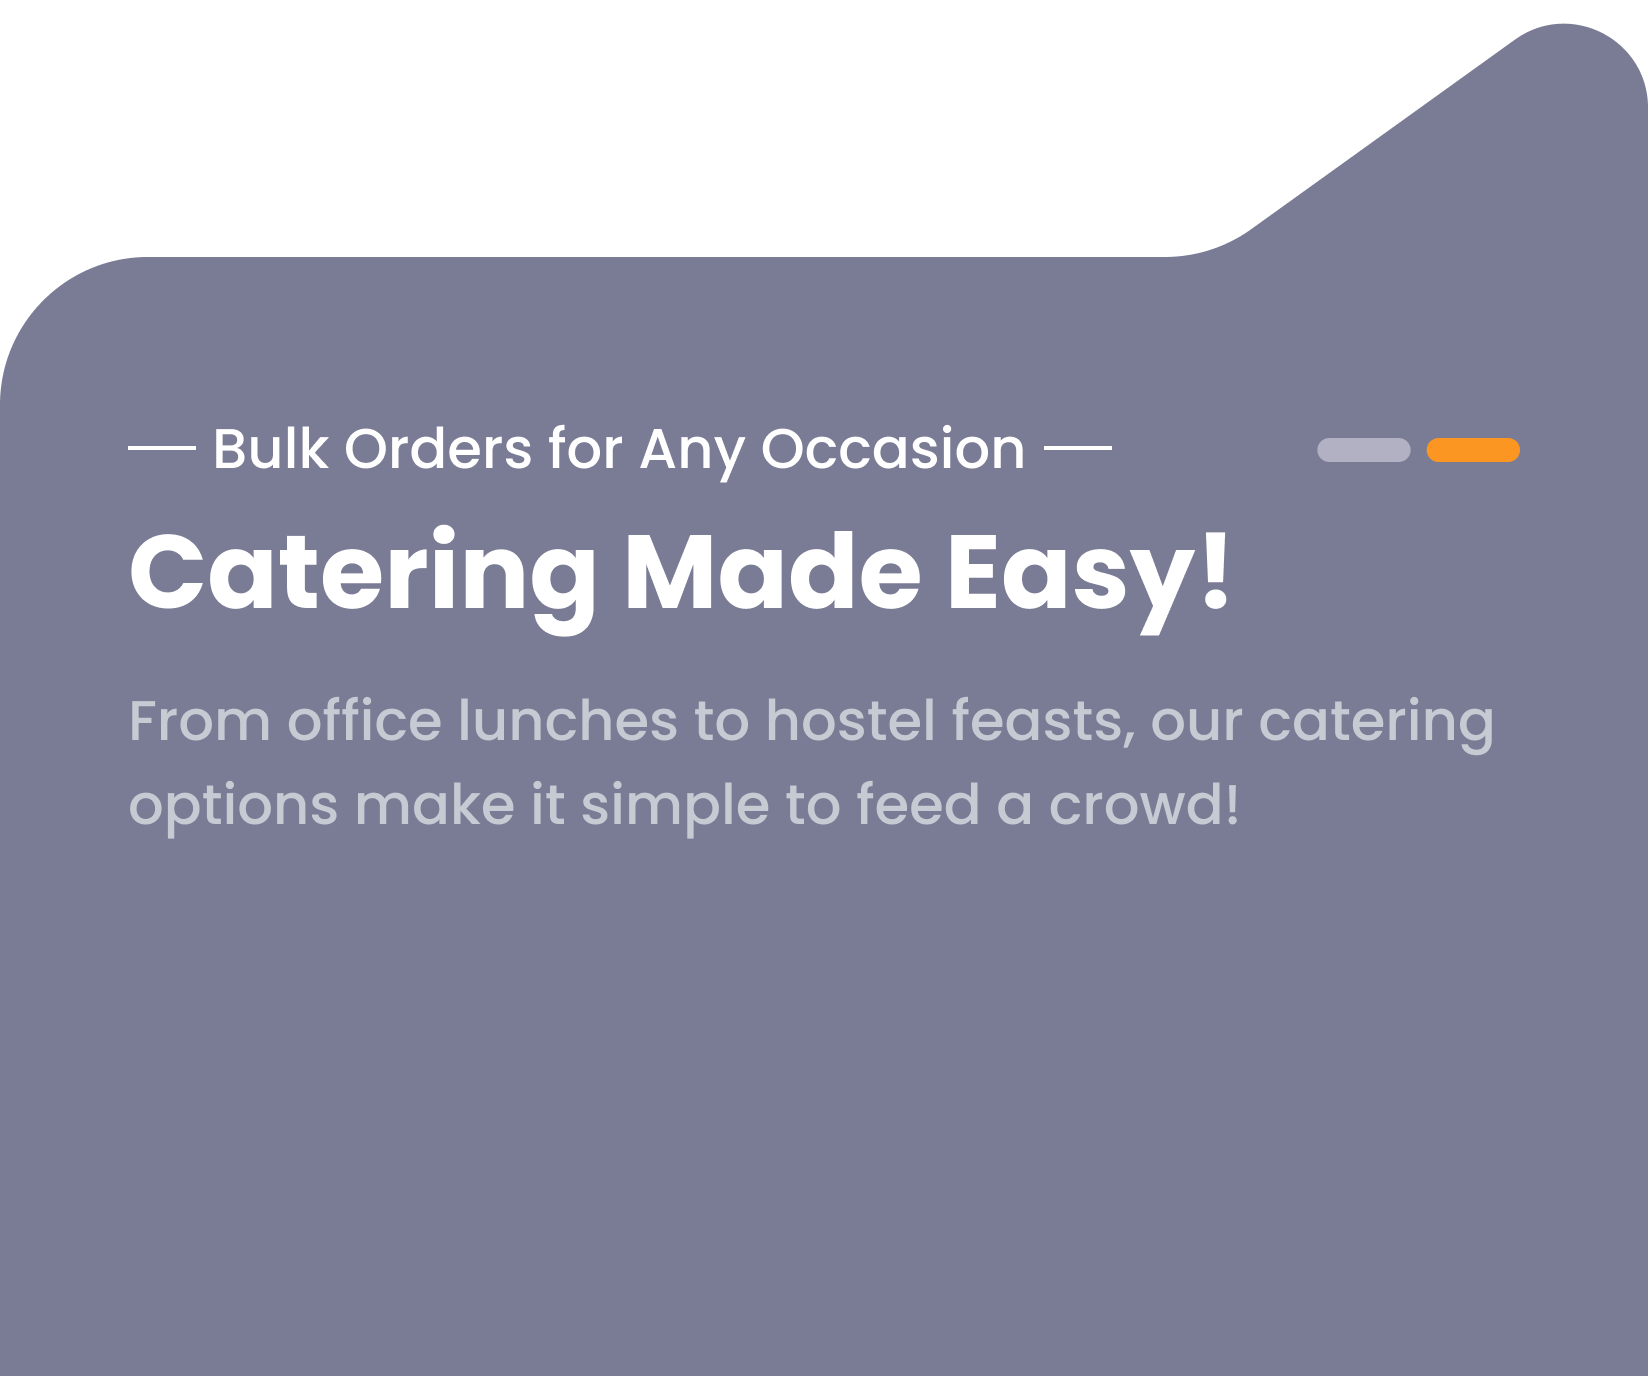 Bulk Orders for Any Occasion
Catering Made Easy!
From office lunches to hostel feasts, our catering
options make it simple to feed a crowd!